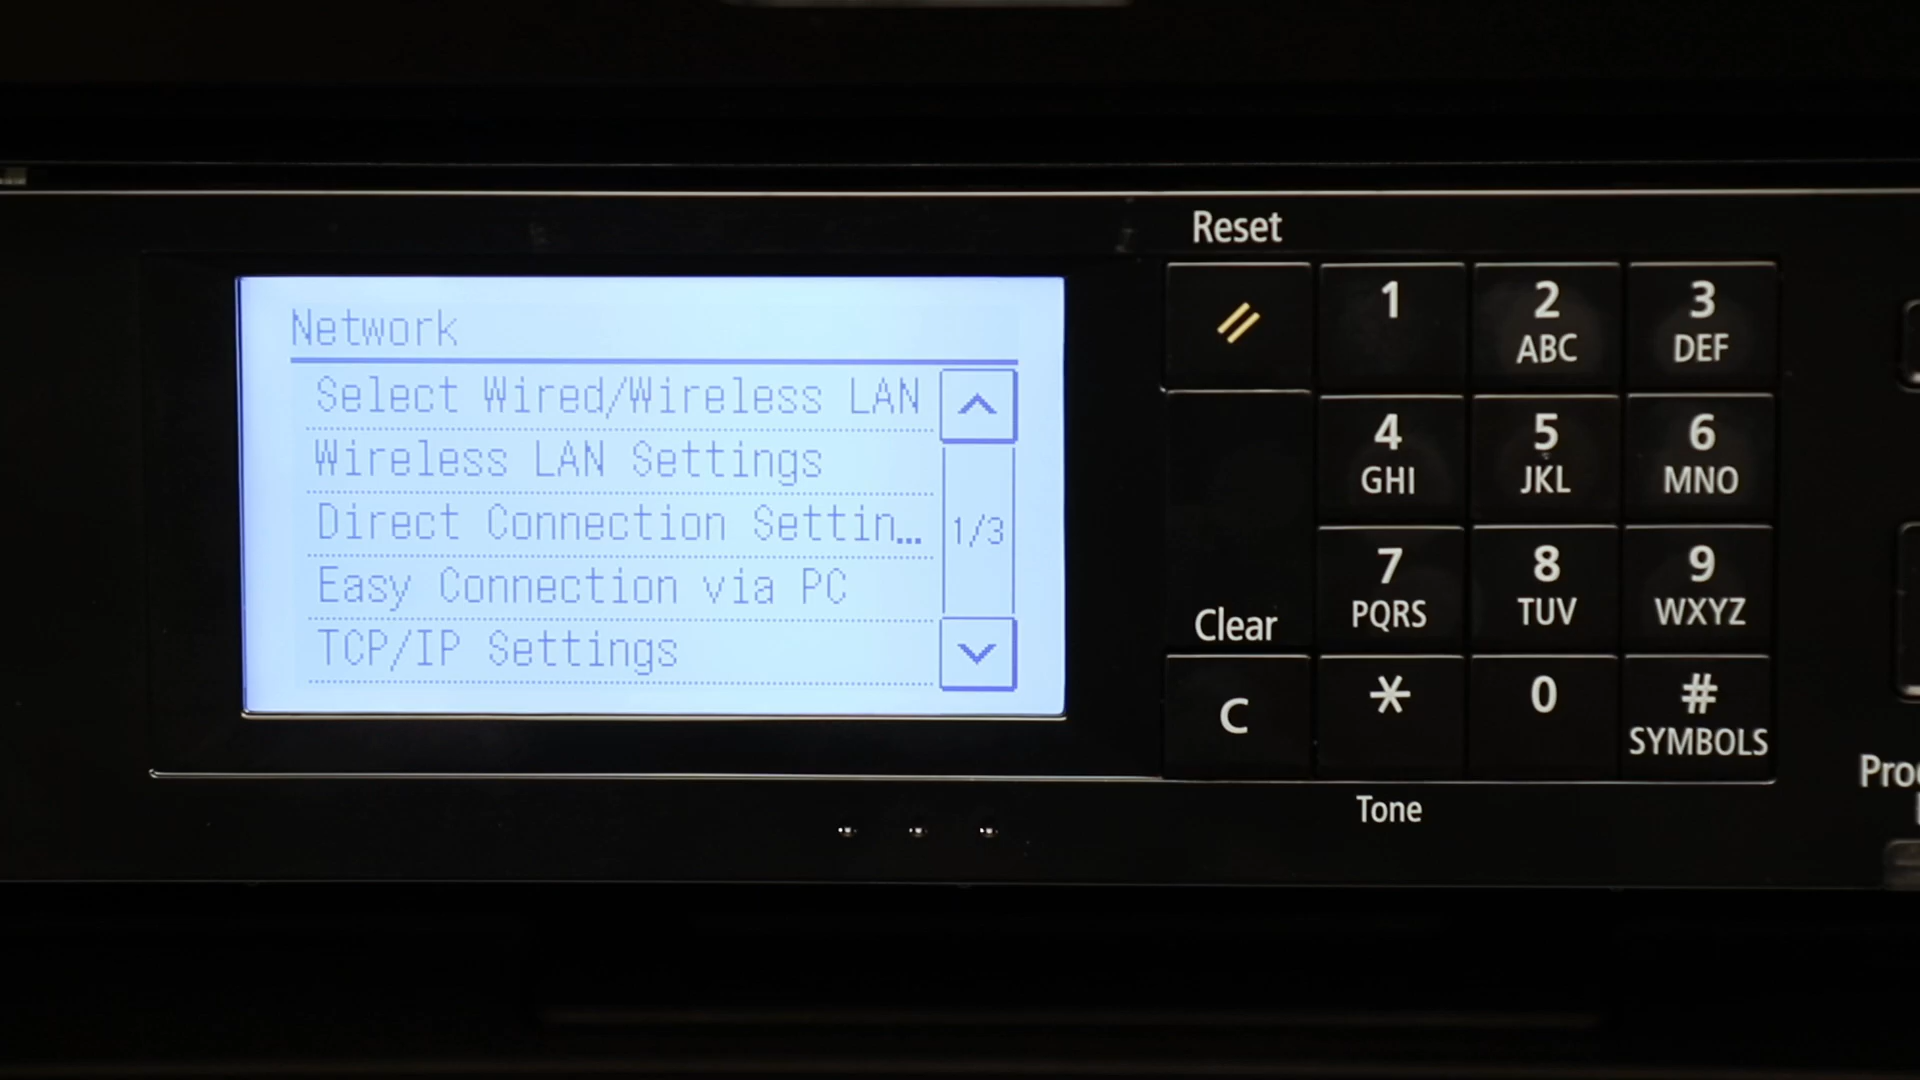 Network
Select Wired/Wireless LAN
Wireless LAN Settings
Direct Connection Settin...
Easy Connection via PC
TCP/IP Settings
1/3
Reset
1
2
ABC
3
DEF
4
GHI
5
JKL
6
MNO
7
PQRS
8
TUV
9
WXYZ
Clear
C
*
0
#
SYMBOLS
Tone